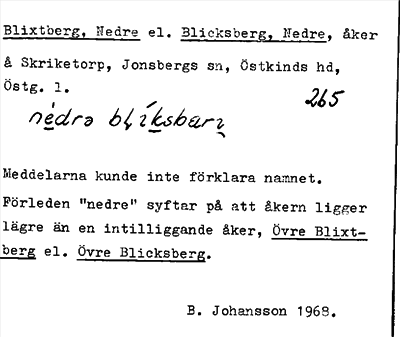 Blixtberg, Nedre el. Blicksberg, Nedre, åker
å Skriketorp, Jonsbergs sn, Östkinds hd,
Östg. l.
265
nedrə
Meddelarna kunde inte förklara namnet.
Förleden "nedre" syftar på att åkern ligger
lägre än en intilliggande åker, Övre Blixt-
berg el. Övre Blicksberg.
B. Johansson 1968.